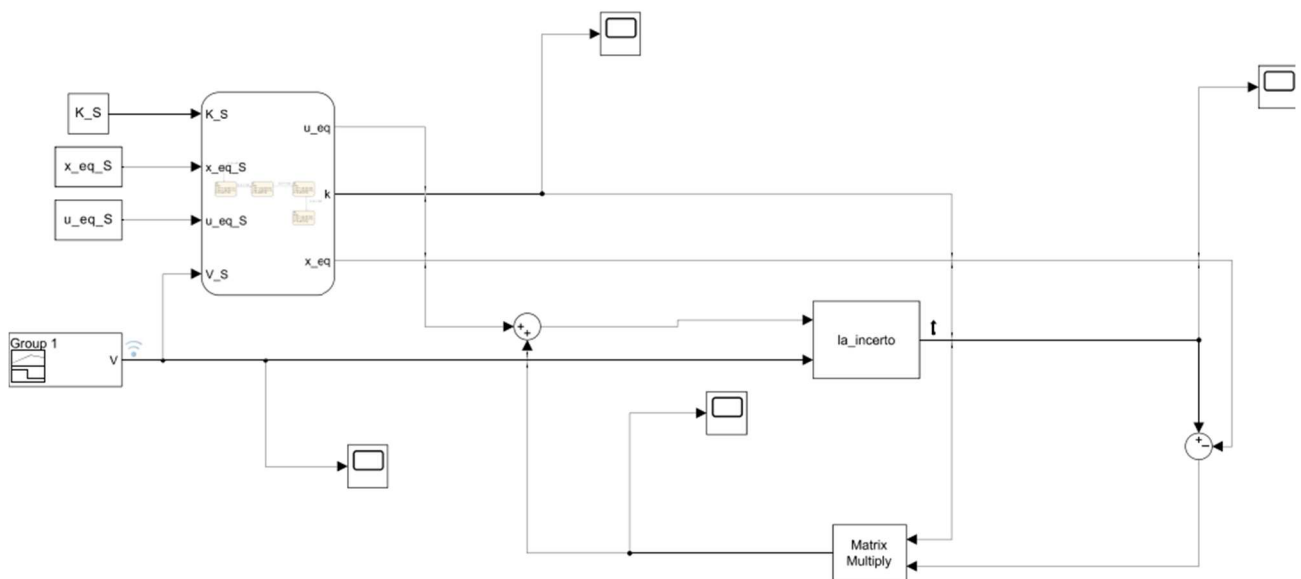 K_S
x_eq_S
u_eq_S
K_S
x_eq_S
u_eq_S
V_S
u_eq
k
x_eq
Group 1
V
Ia_incerto
t
Matrix
Multiply